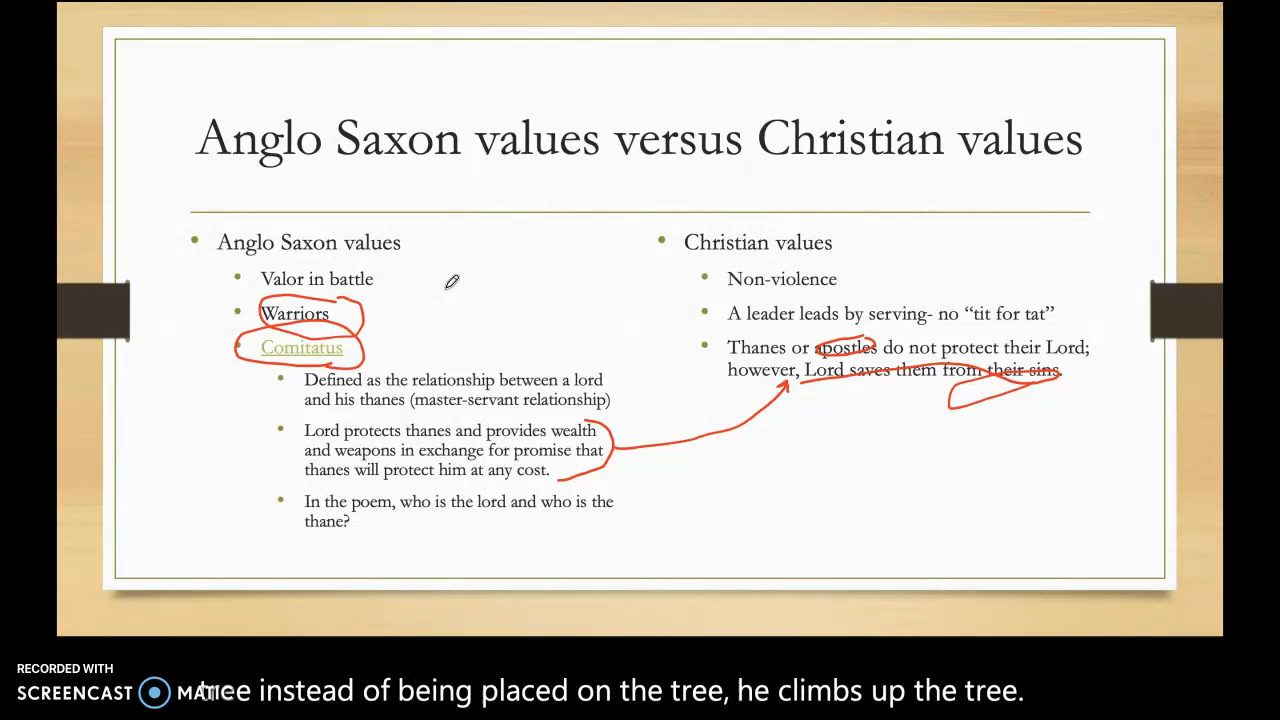 Anglo Saxon values versus Christian values
Anglo Saxon values
Valor in battle
Warriors
Comitatus
Defined as the relationship between a lord
and his thanes (master-servant relationship)
Lord protects thanes and provides wealth
and weapons in exchange for promise that
thanes will protect him at any cost.
In the poem, who is the lord and who is the
thane?
Christian values
Non-violence
A leader leads by serving- no “tit for tat”
Thanes or apostles do not protect their Lord;
however, Lord saves them from their sins.
RECORDED WITH
SCREENCAST
tree instead of being placed on the tree, he climbs up the tree.